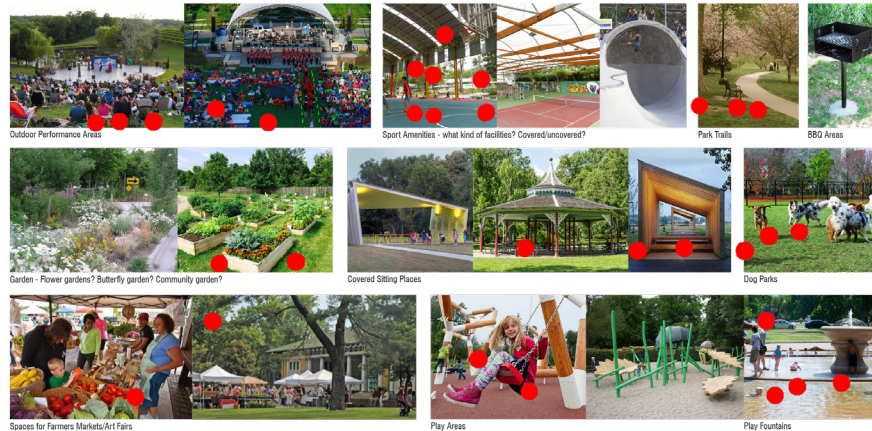 Outdoor Performance Areas
Sport Amenities - what kind of facilities? Covered/uncovered?
Park Trails
BBQ Areas
Garden - Flower gardens? Butterfly garden? Community garden?
Covered Sitting Places
Dog Parks
Spaces for Farmers Markets/Art Fairs
Play Areas
Play Fountains